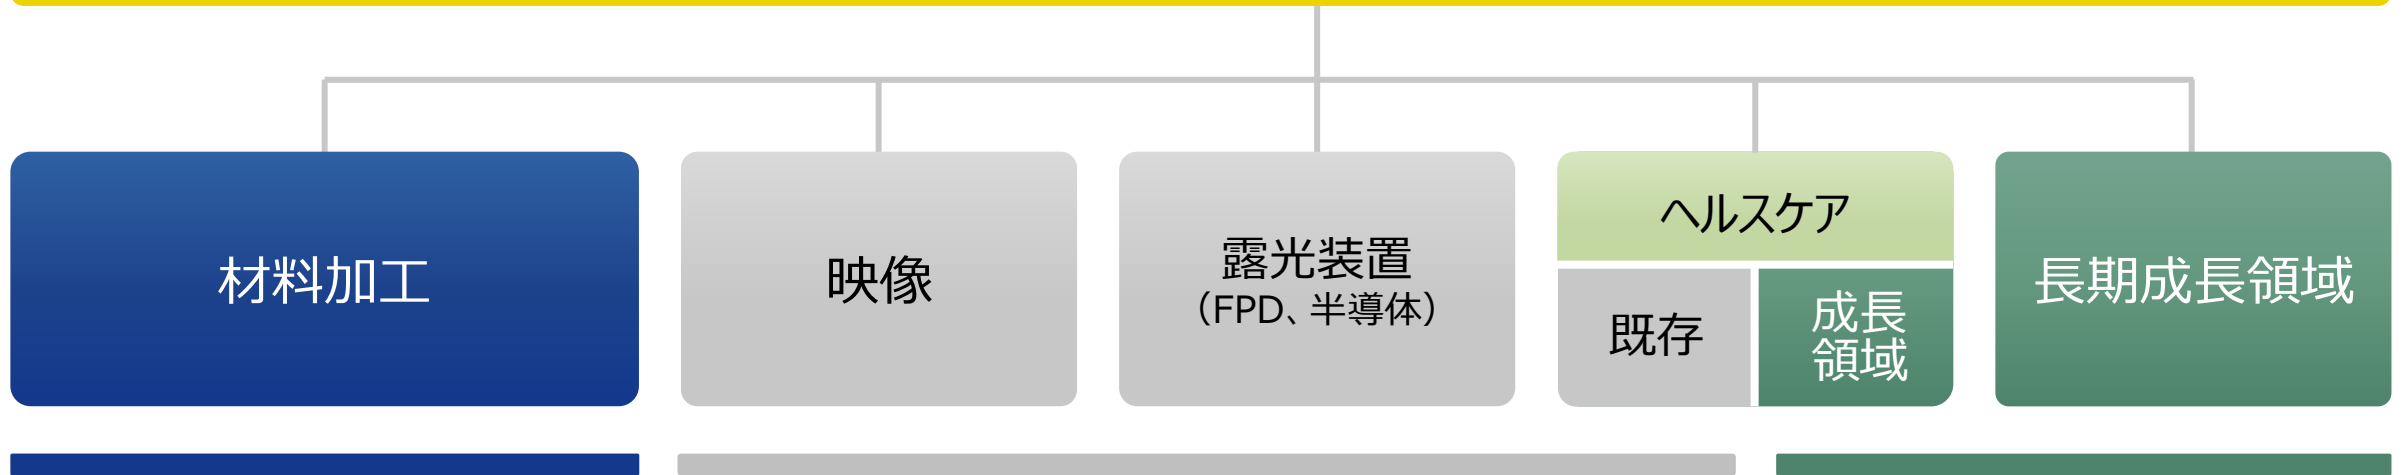 材料加工
映像
露光装置
（FPD、半導体）
ヘルスケア
既存
成長
領域
長期成長領域